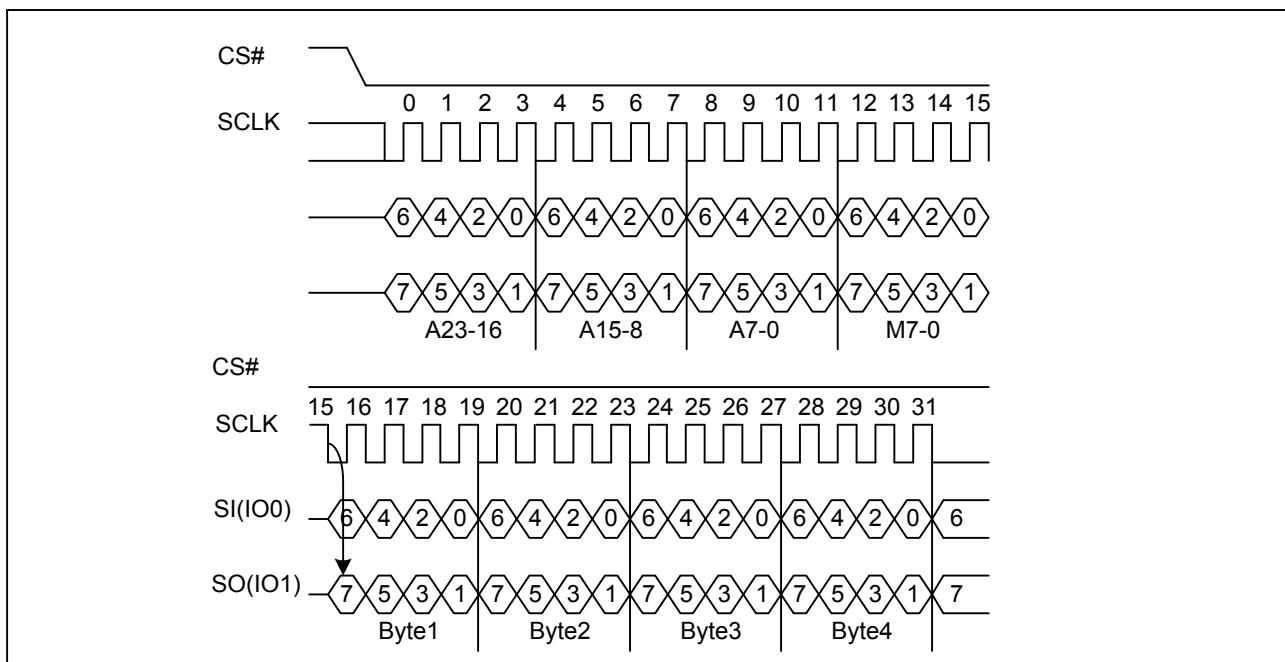 CS#
0 1 2 3 4 5 6 7 8 9 10 11 12 13 14 15
SCLK
6 4 2 0 6 4 2 0 6 4 2 0 6 4 2 0
7 5 3 1 7 5 3 1 7 5 3 1 7 5 3 1
A23-16 A15-8 A7-0 M7-0
CS#
15 16 17 18 19 20 21 22 23 24 25 26 27 28 29 30 31
SCLK
SI(IO0) 6 4 2 0 6 4 2 0 6 4 2 0 6 4 2 0 6
SO(IO1) 7 5 3 1 7 5 3 1 7 5 3 1 7 5 3 1 7
Byte1 Byte2 Byte3 Byte4